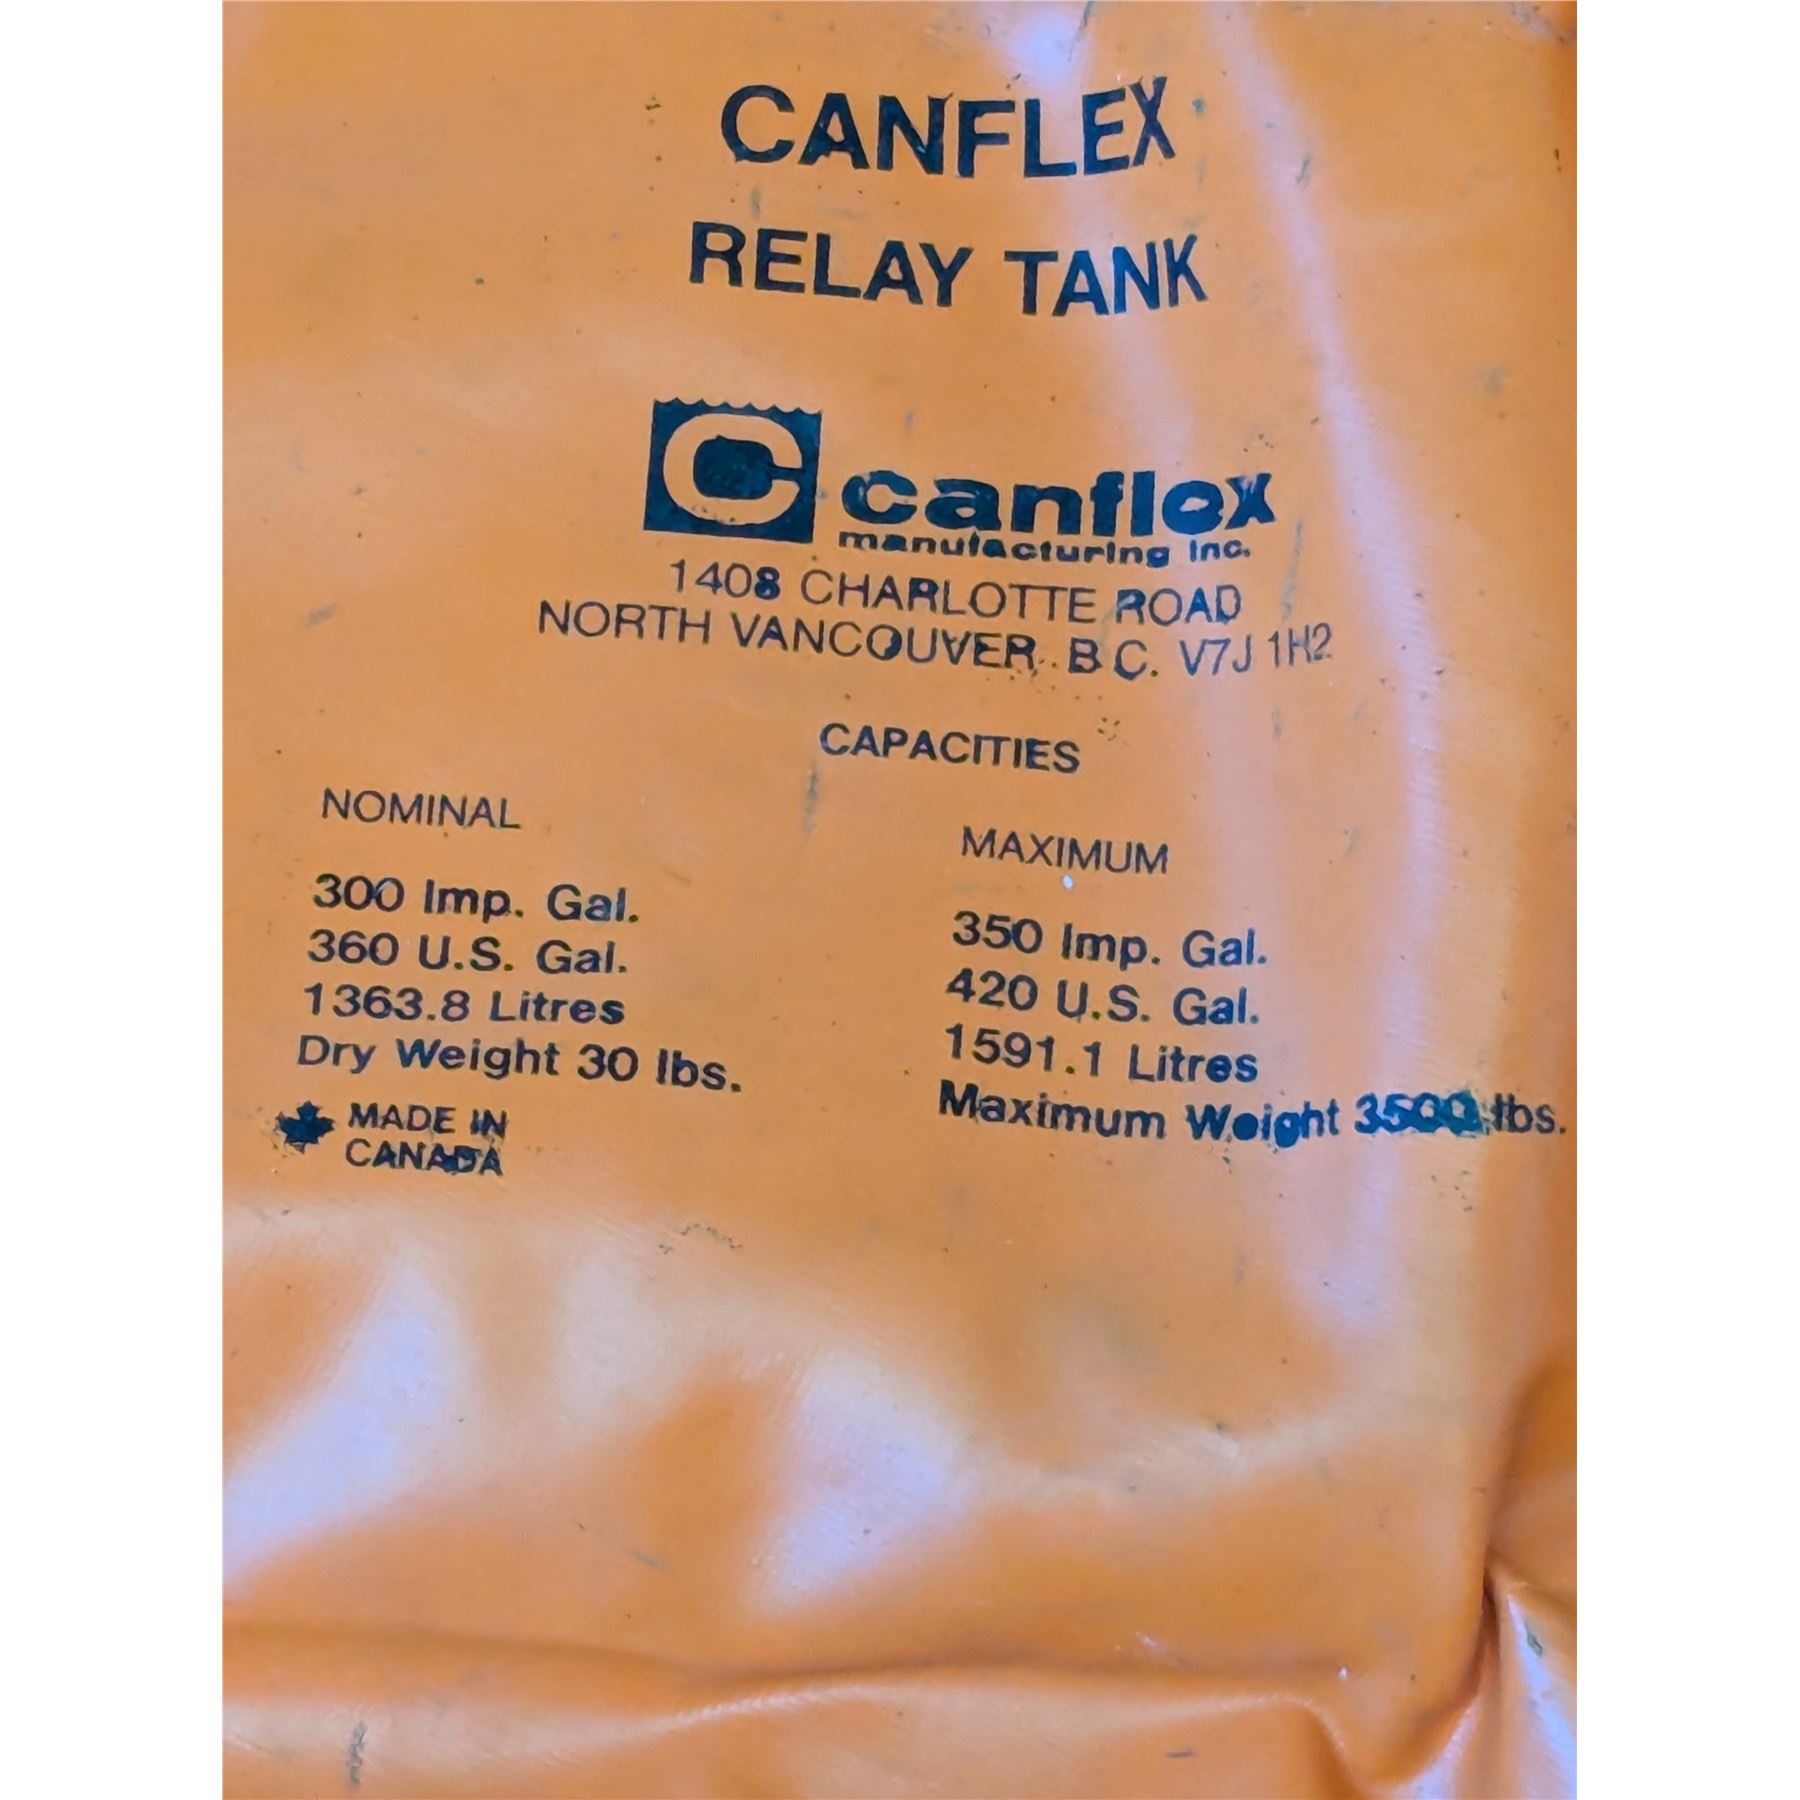 CANFLEX
RELAY TANK
C canflex
manufacturing inc.
1408 CHARLOTTE ROAD
NORTH VANCOUVER. B.C. V7J 1H2
CAPACITIES
NOMINAL
300 Imp. Gal.
360 U.S. Gal.
1363.8 Litres
Dry Weight 30 lbs.
MADE IN
CANADA
MAXIMUM
350 Imp. Gal.
420 U.S. Gal.
1591.1 Litres
Maximum Weight 3500 lbs.